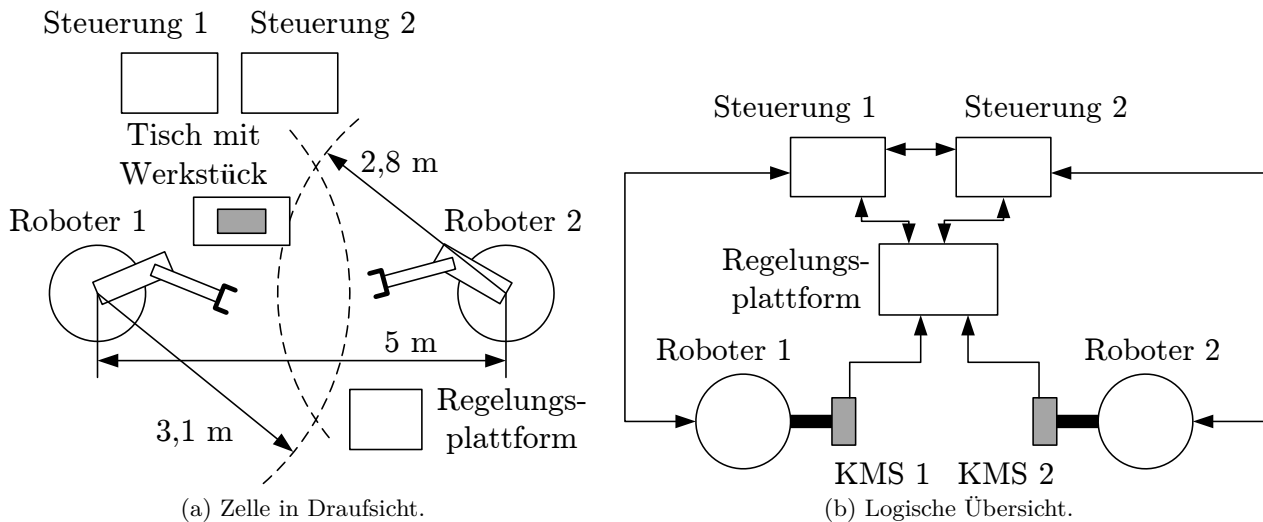 Steuerung 1
Steuerung 2
Tisch mit
Werkstück
2,8 m
Roboter 1
Roboter 2
5 m
3,1 m
Regelungs-
plattform
(a) Zelle in Draufsicht.
Steuerung 1
Steuerung 2
Regelungs-
plattform
Roboter 1
Roboter 2
KMS 1
KMS 2
(b) Logische Übersicht.